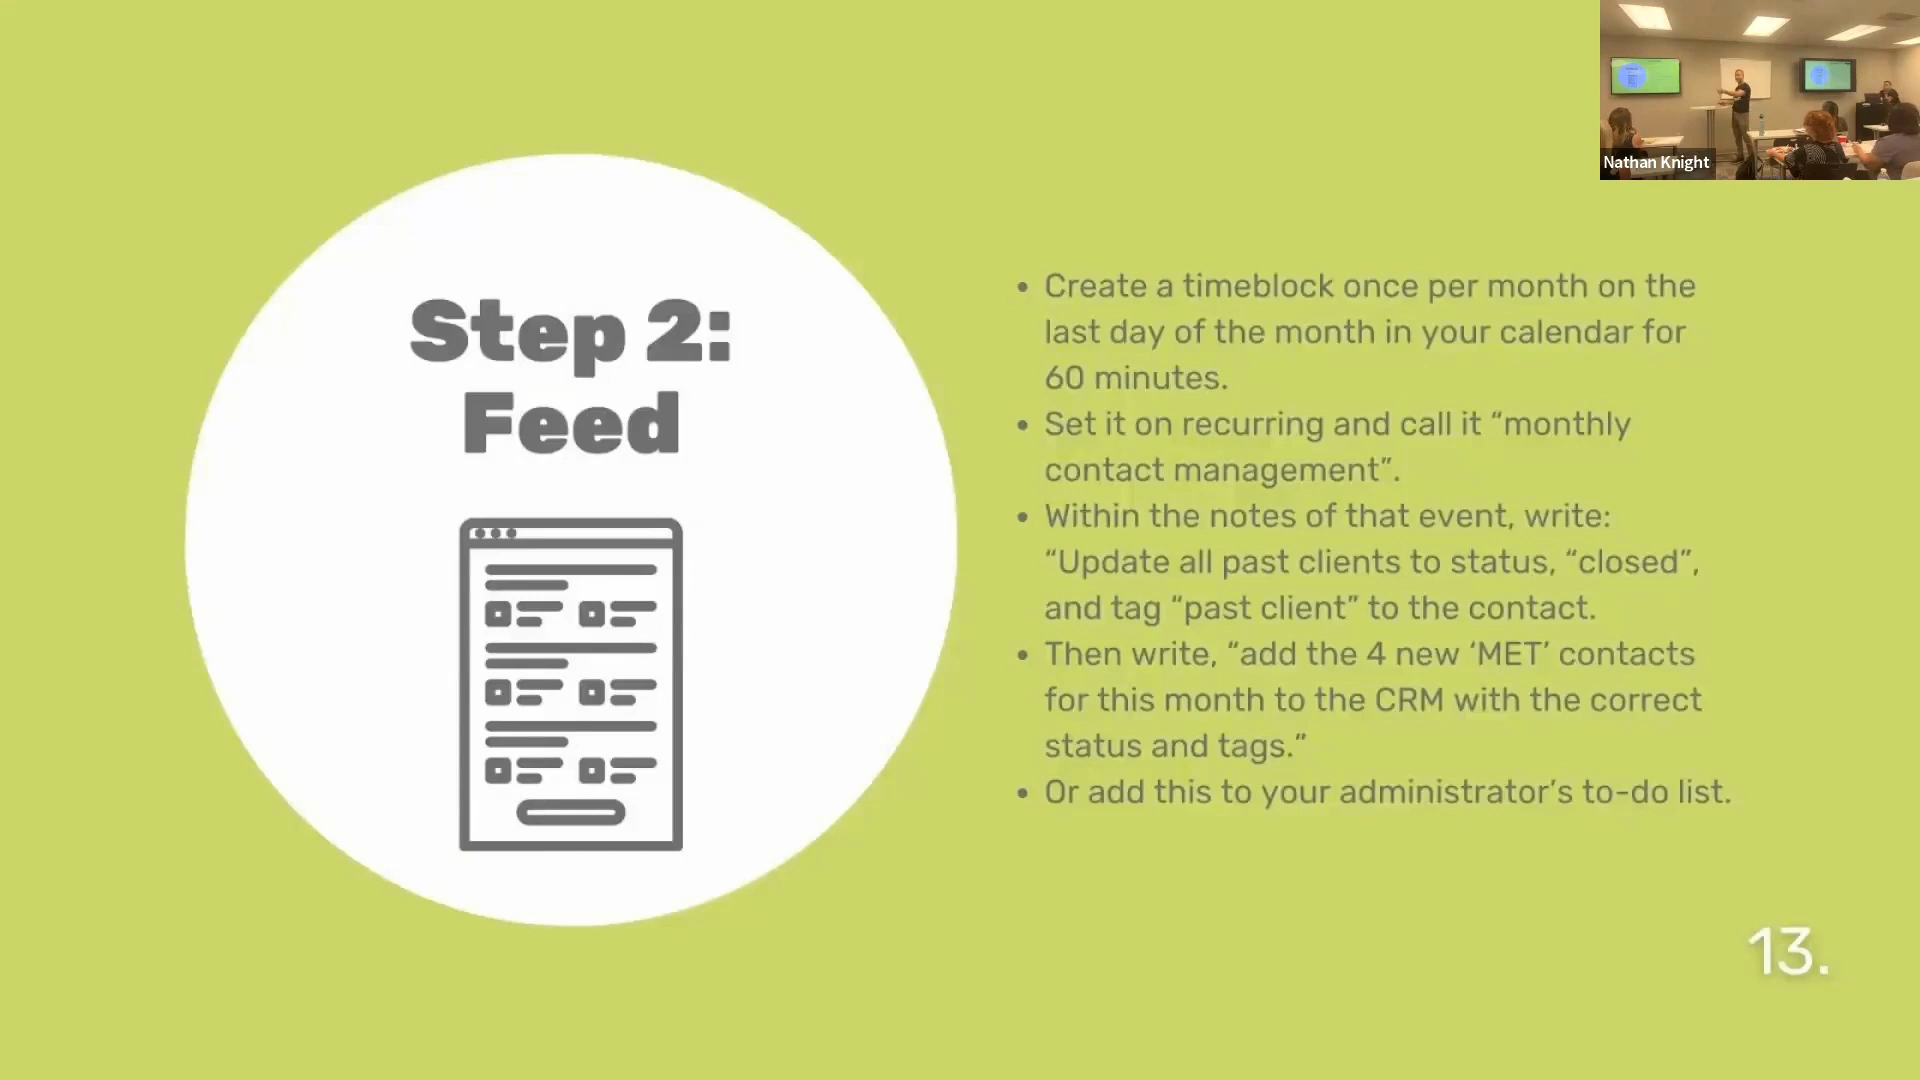 Nathan Knight
Step 2:
Feed
• Create a timeblock once per month on the
last day of the month in your calendar for
60 minutes.
• Set it on recurring and call it “monthly
contact management”.
• Within the notes of that event, write:
“Update all past clients to status, “closed”,
and tag “past client” to the contact.
• Then write, “add the 4 new ‘MET’ contacts
for this month to the CRM with the correct
status and tags.”
• Or add this to your administrator’s to-do list.
13.